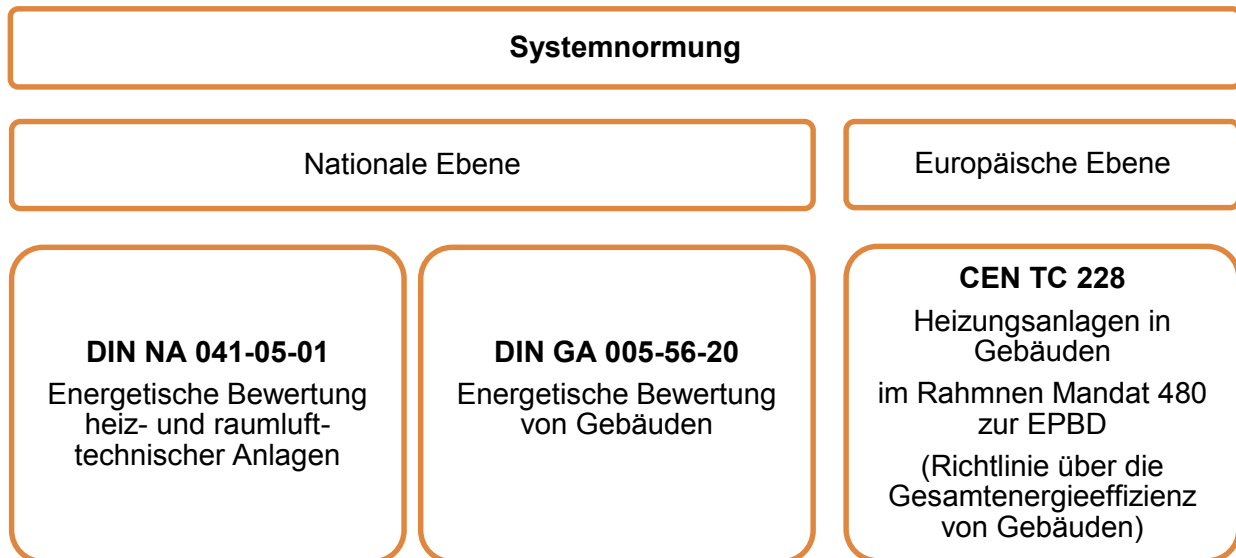 Systemnormung
Nationale Ebene
Europäische Ebene
DIN NA 041-05-01
Energetische Bewertung
heiz- und raumluft-
technischer Anlagen
DIN GA 005-56-20
Energetische Bewertung
von Gebäuden
CEN TC 228
Heizungsanlagen in
Gebäuden
im Rahmnen Mandat 480
zur EPBD
(Richtlinie über die
Gesamtenergieeffizienz
von Gebäuden)